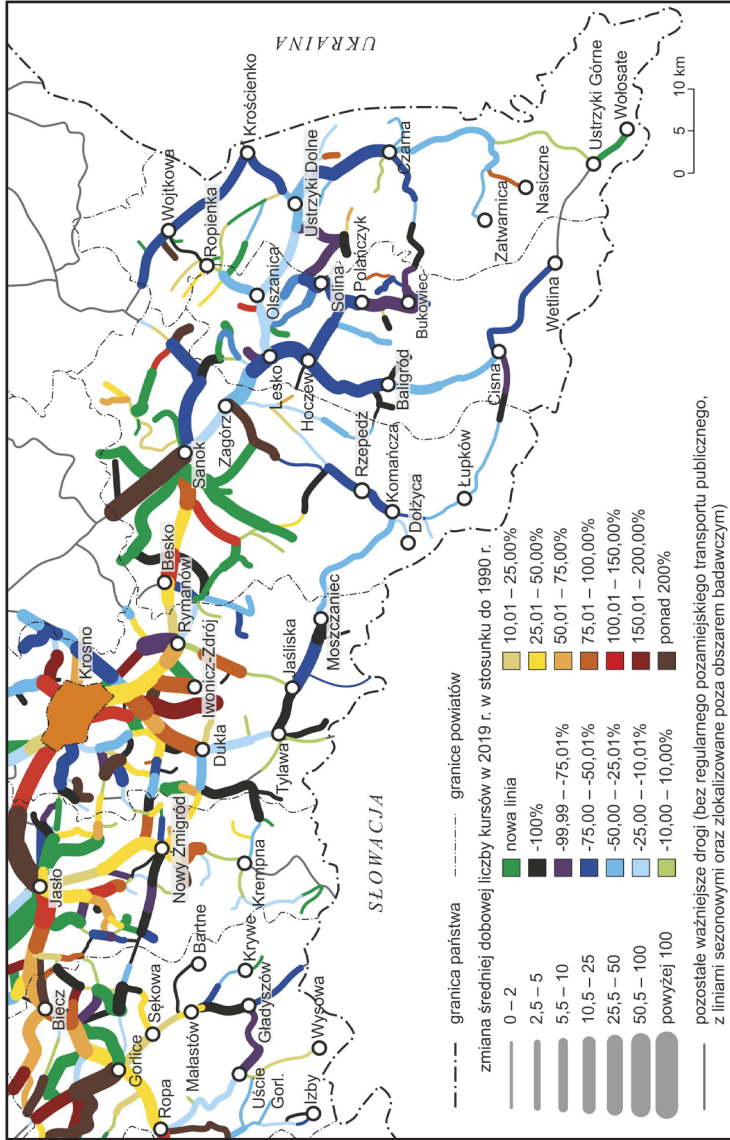 UKRAINA
SŁOWACJA
Wojtkowa
Krościenko
Ropienka
Ustrzyki Dolne
Olszanica
Czarna
Solina
Polańczyk
Bukowiec
Zatwarnica
Nasiczne
Ustrzyki Górne
Wołosate
Wetlina
Cisna
Lesko
Hoczew
Baligród
Zagórz
Sanok
Rzepedź
Komańcza
Dołżyca
Łupków
Besko
Rymanów
Krosno
Iwonicz-Zdrój
Dukla
Jaśliska
Moszczaniec
Tylawa
Jasło
Nowy Żmigród
Krempna
Biecz
Bartne
Sękowa
Krywe
Gorlice
Małastów
Gładyszów
Ropa
Uście
Gorl.
Wysowa
Izby
0
5
10 km
granica państwa
granice powiatów
zmiana średniej dobowej liczby kursów w 2019 r. w stosunku do 1990 r.
0 – 2
2,5 – 5
5,5 – 10
10,5 – 25
25,5 – 50
50,5 – 100
powyżej 100
nowa linia
-100%
-99,99 – -75,01%
-75,00 – -50,01%
-50,00 – -25,01%
-25,00 – -10,01%
-10,00 – 10,00%
10,01 – 25,00%
25,01 – 50,00%
50,01 – 75,00%
75,01 – 100,00%
100,01 – 150,00%
150,01 – 200,00%
ponad 200%
pozostałe ważniejsze drogi (bez regularnego pozamiejskiego transportu publicznego,
z liniami sezonowymi oraz zlokalizowane poza obszarem badawczym)